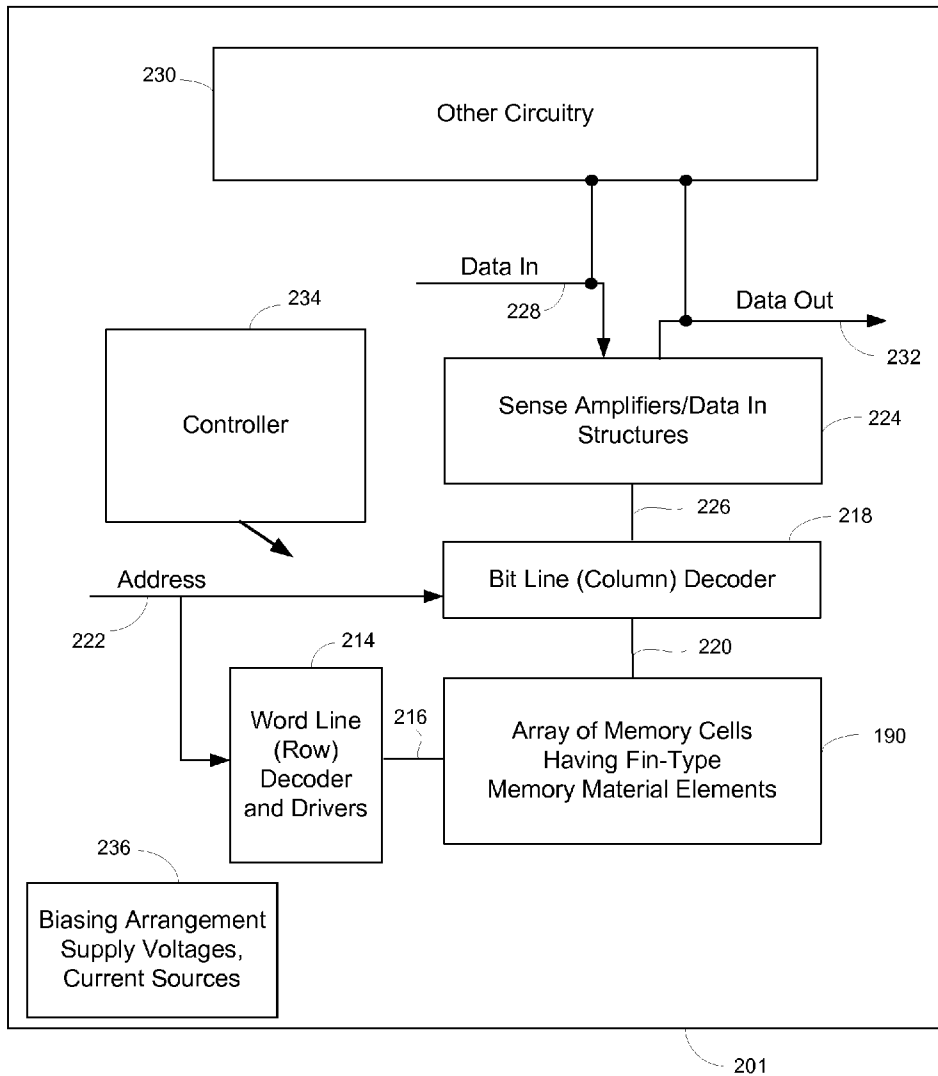 230
Other Circuitry
Data In
228
Data Out
232
234
Controller
Sense Amplifiers/Data In
Structures
224
226
218
Bit Line (Column) Decoder
Address
222
220
214
Word Line
(Row)
Decoder
and Drivers
216
Array of Memory Cells
Having Fin-Type
Memory Material Elements
190
236
Biasing Arrangement
Supply Voltages,
Current Sources
201